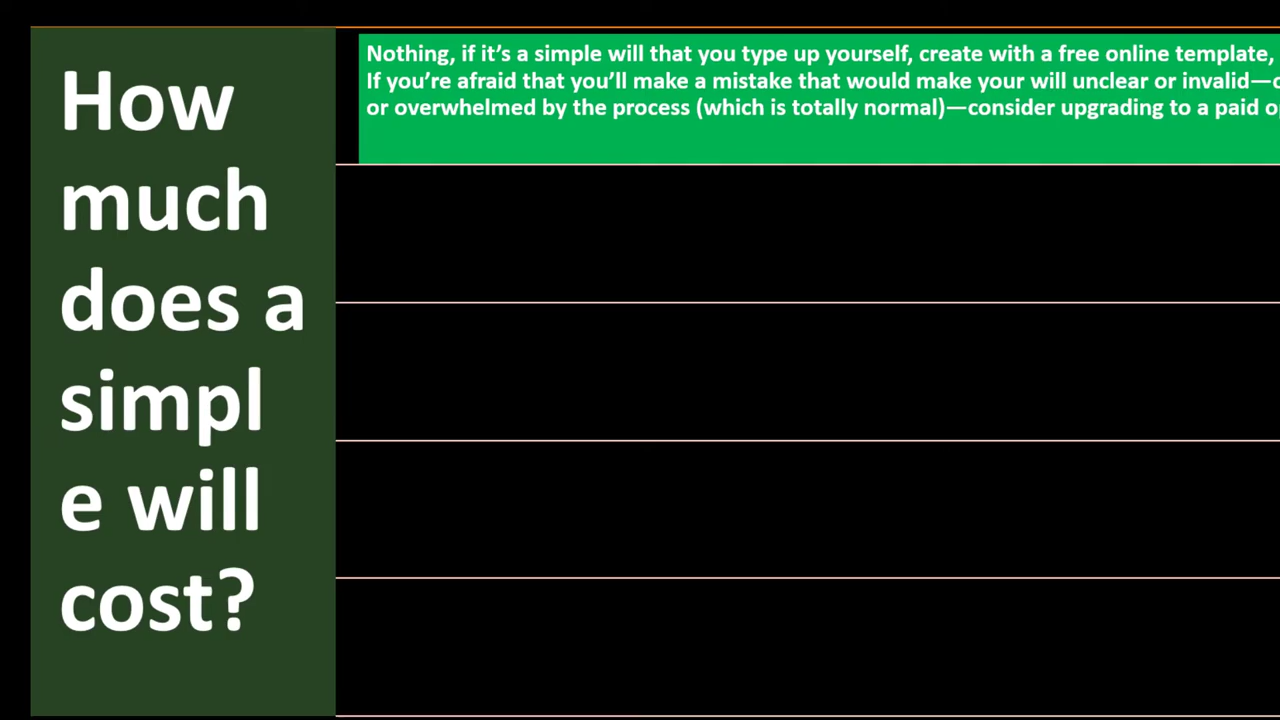 How
much
does a
simpl
e will
cost?
Nothing, if it’s a simple will that you type up yourself, create with a free online template,
If you’re afraid that you’ll make a mistake that would make your will unclear or invalid—
or overwhelmed by the process (which is totally normal)—consider upgrading to a paid